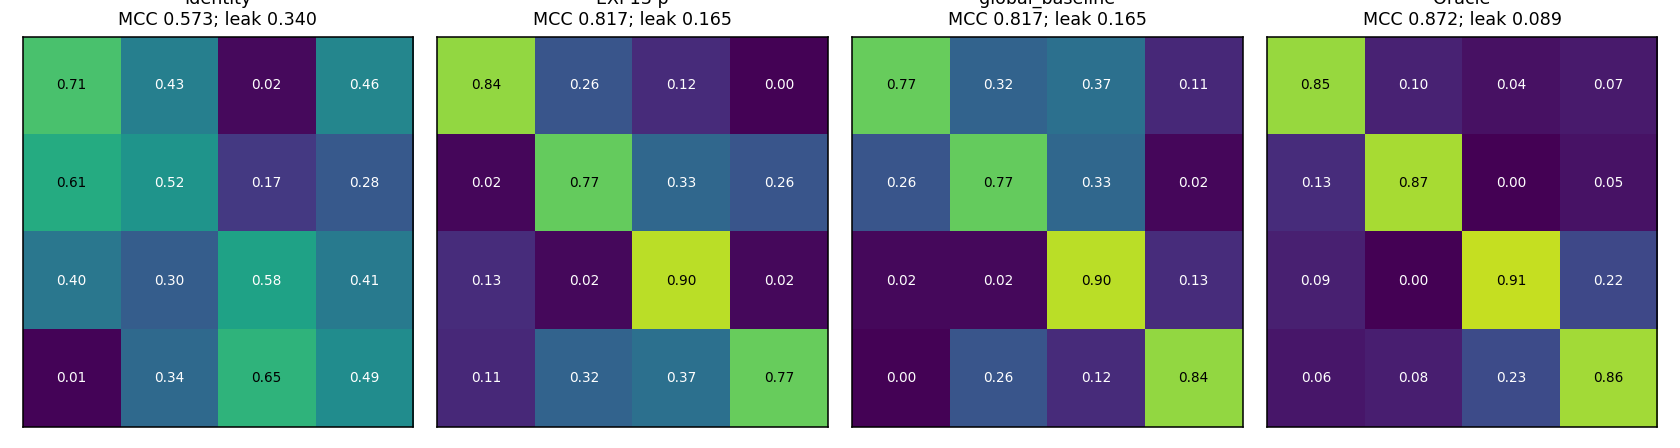 Identity
MCC 0.573; leak 0.340
0.71 0.43 0.02 0.46
0.61 0.52 0.17 0.28
0.40 0.30 0.58 0.41
0.01 0.34 0.65 0.49
MCC 0.817; leak 0.165
0.84 0.26 0.12 0.00
0.02 0.77 0.33 0.26
0.13 0.02 0.90 0.02
0.11 0.32 0.37 0.77
global_baseline
MCC 0.817; leak 0.165
0.77 0.32 0.37 0.11
0.26 0.77 0.33 0.02
0.02 0.02 0.90 0.13
0.00 0.26 0.12 0.84
Oracle
MCC 0.872; leak 0.089
0.85 0.10 0.04 0.07
0.13 0.87 0.00 0.05
0.09 0.00 0.91 0.22
0.06 0.08 0.23 0.86